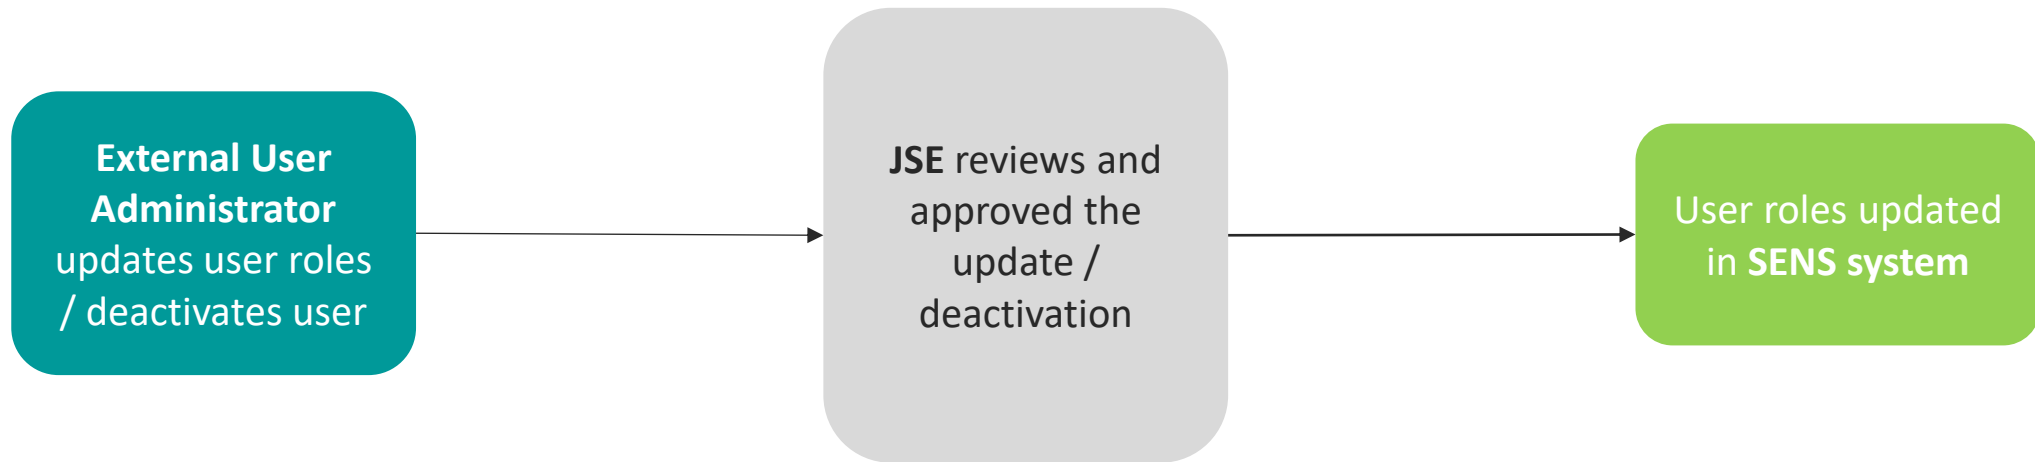 External User
Administrator
updates user roles
/ deactivates user
JSE reviews and
approved the
update /
deactivation
User roles updated
in SENS system